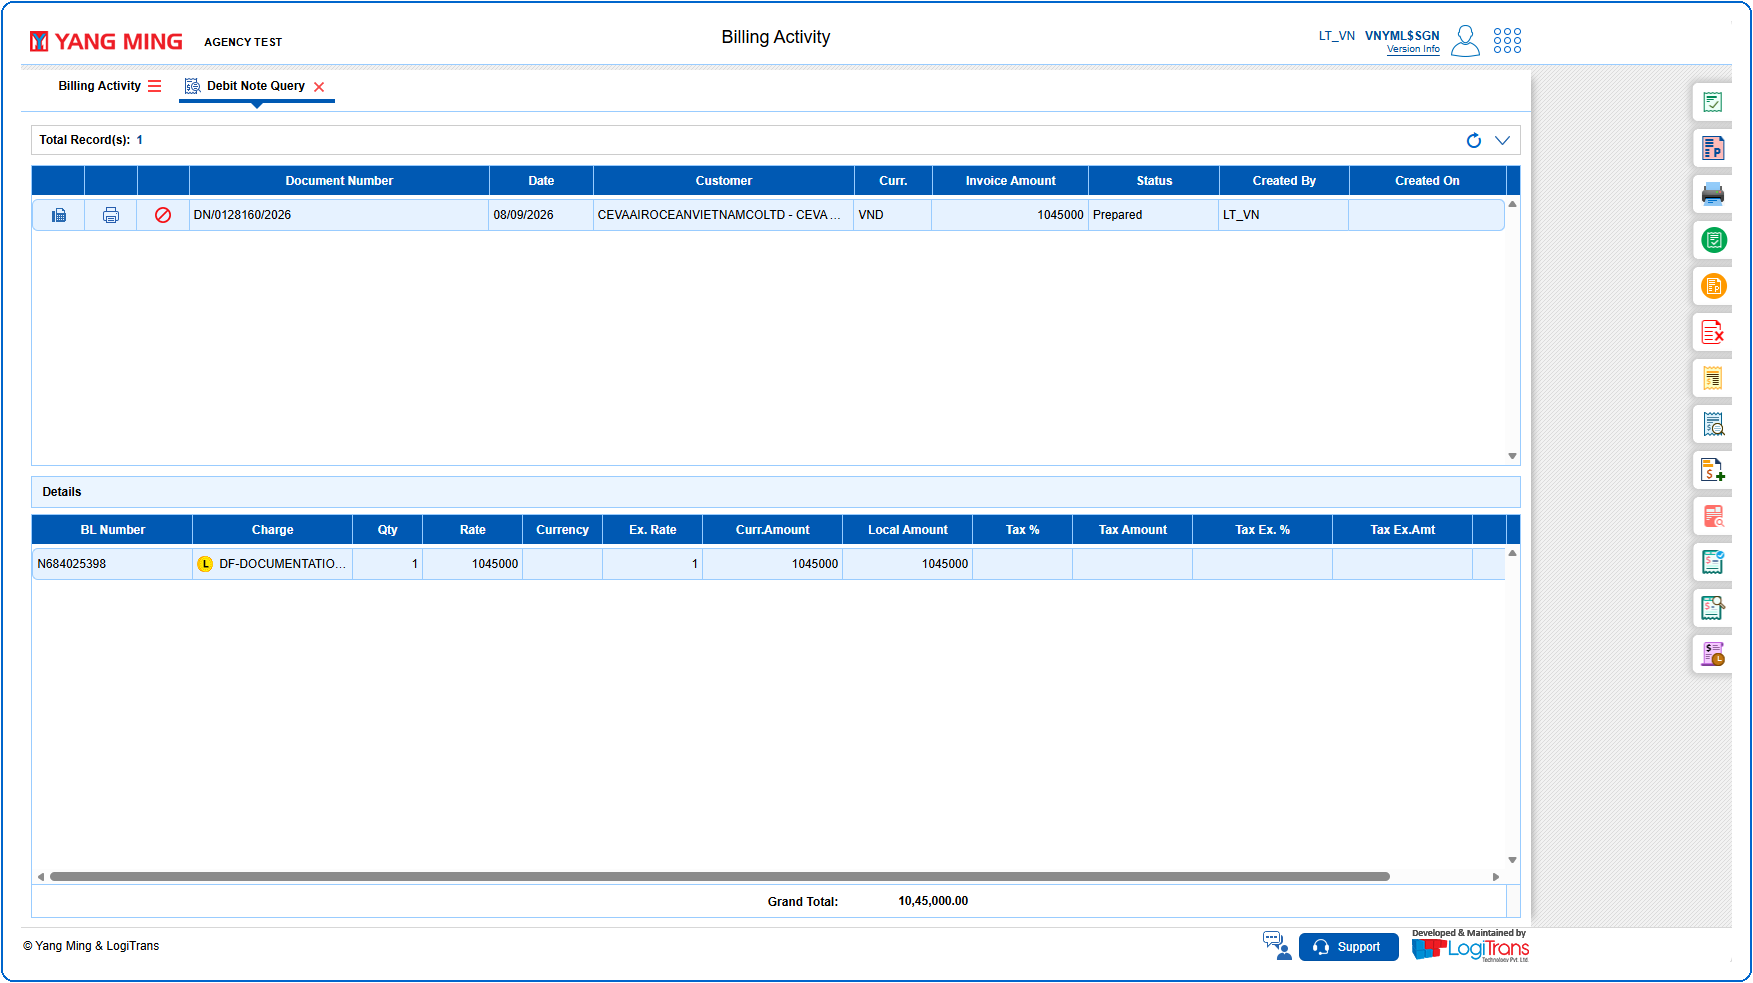 YANG MING
AGENCY TEST
Billing Activity
LT_VN VNYML$SGN
Version Info
Billing Activity
Debit Note Query
Total Record(s): 1
Document Number Date Customer Curr. Invoice Amount Status Created By Created On
DN/0128160/2026 08/09/2026 CEVAAIROCEANVIETNAMCOLTD - CEVA ... VND 1045000 Prepared LT_VN
Details
BL Number Charge Qty Rate Currency Ex. Rate Curr.Amount Local Amount Tax % Tax Amount Tax Ex. % Tax Ex.Amt
N684025398 L DF-DOCUMENTATIO... 1 1045000 1 1045000 1045000
Grand Total: 10,45,000.00
© Yang Ming & LogiTrans
Support
Developed & Maintained by
LogiTrans
Technology Pvt. Ltd.